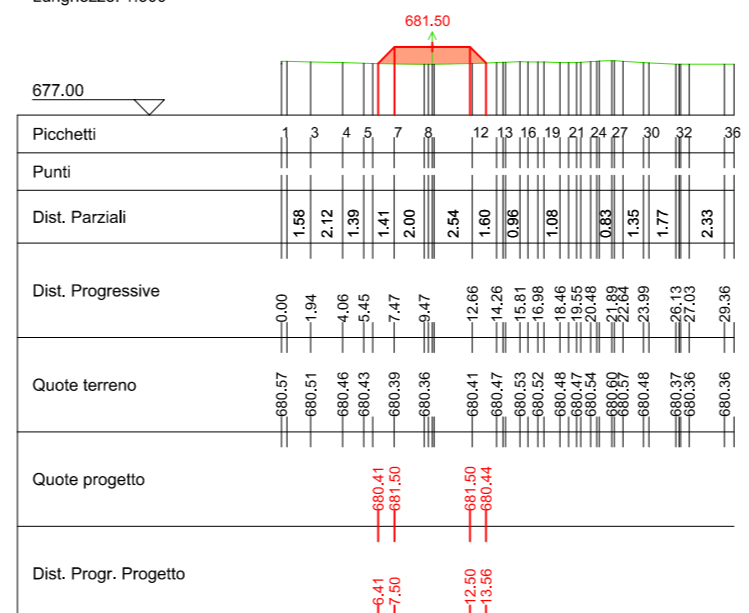 681.50
677.00
Picchetti 1 3 4 5 7 8 12 13 16 19 21 24 27 30 32 36
Punti
Dist. Parziali 1.58 2.12 1.39 1.41 2.00 2.54 1.60 0.96 1.08 0.83 1.35 1.77 2.33
Dist. Progressive 0.00 1.94 4.06 5.45 7.47 9.47 12.66 14.26 15.81 16.98 18.46 19.55 20.48 21.89 22.64 23.99 26.13 27.03 29.36
Quote terreno 680.57 680.51 680.46 680.43 680.39 680.36 680.41 680.47 680.53 680.52 680.48 680.47 680.54 680.60 680.57 680.48 680.37 680.36 680.36
Quote progetto 680.41 681.50 681.50 680.44
Dist. Progr. Progetto 6.41 7.50 12.50 13.56